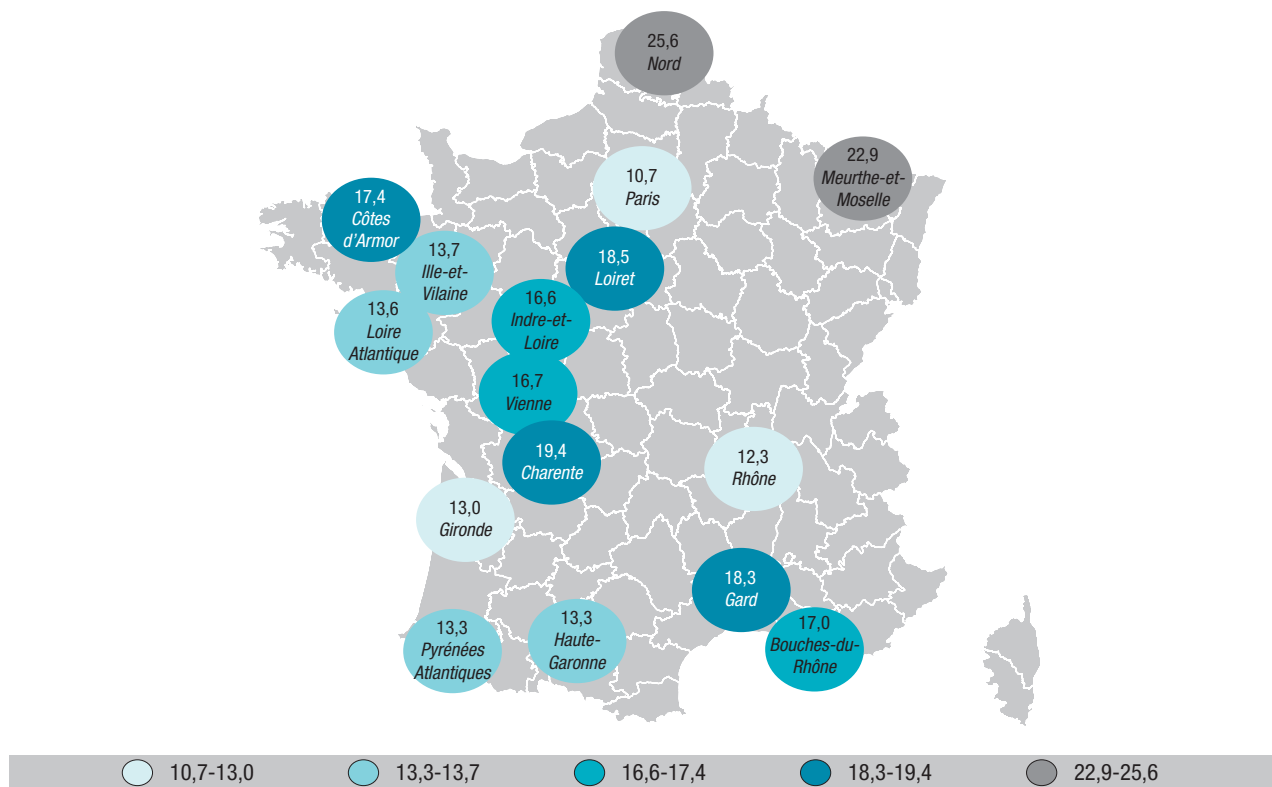 25,6
Nord
22,9
Meurthe-et-
Moselle
10,7
Paris
17,4
Côtes
d'Armor
13,7
Ille-et-
Vilaine
18,5
Loiret
13,6
Loire
Atlantique
16,6
Indre-et-
Loire
16,7
Vienne
19,4
Charente
12,3
Rhône
13,0
Gironde
18,3
Gard
13,3
Pyrénées
Atlantiques
13,3
Haute-
Garonne
17,0
Bouches-du-
Rhône
10,7-13,0
13,3-13,7
16,6-17,4
18,3-19,4
22,9-25,6